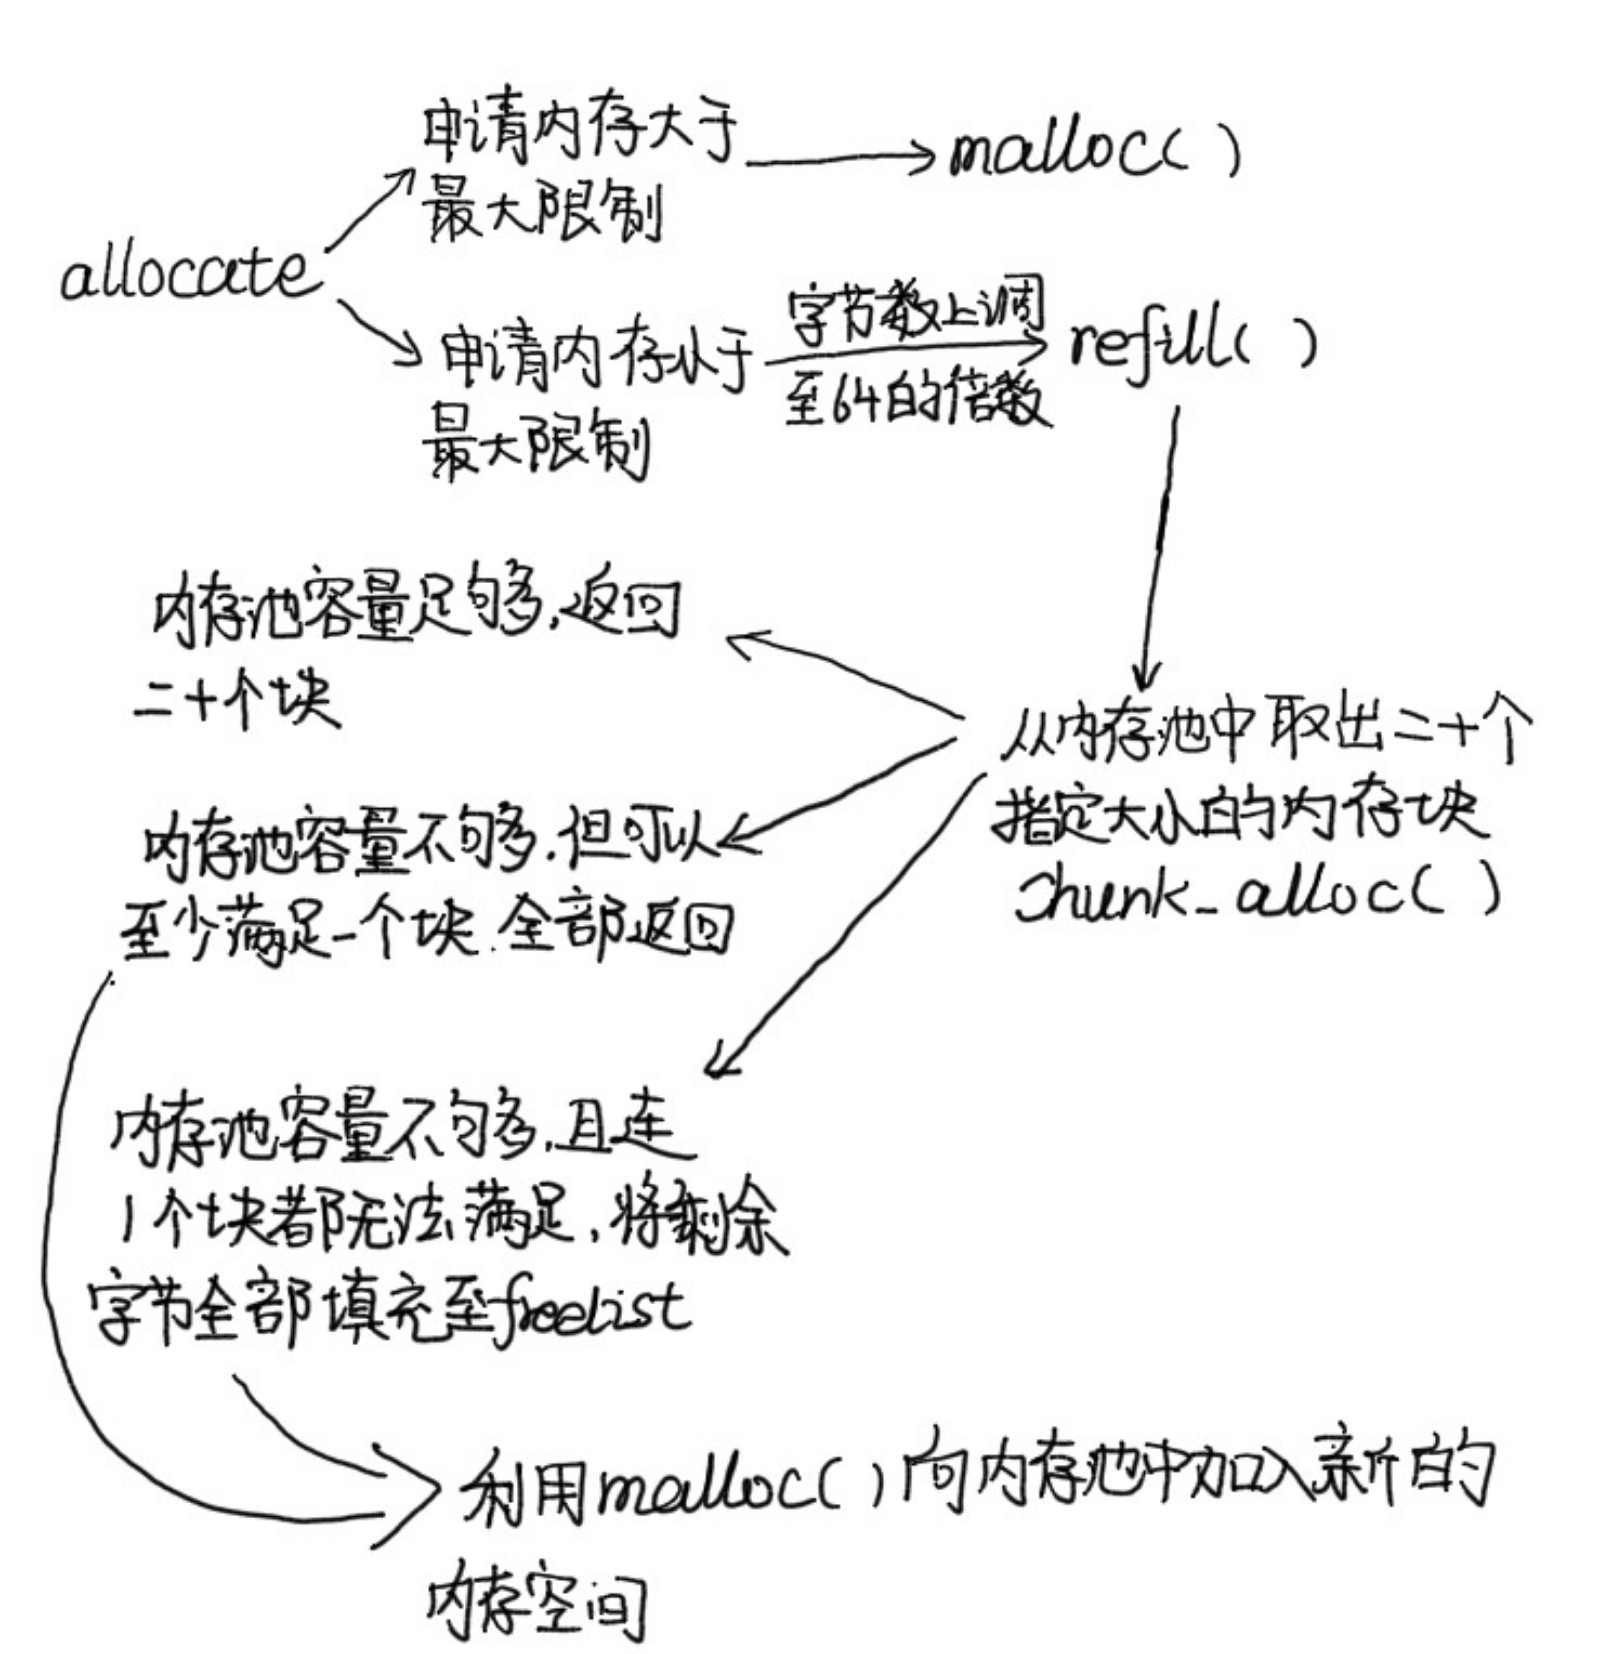 申请内存大于
最大限制
malloc()
allocate
申请内存小于
最大限制
字节数上调
至64的倍数
refill()
内存池容量足够多,返回
二十个块
从内存池中取出二十个
指定大小的内存块
chunk_alloc()
内存池容量不够多,但可以
至少满足一个块.全部返回
内存池容量不够多,且连
1个块都无法满足,将剩余
字节全部填充至freelist
利用malloc()向内存池中加入新的
内存空间